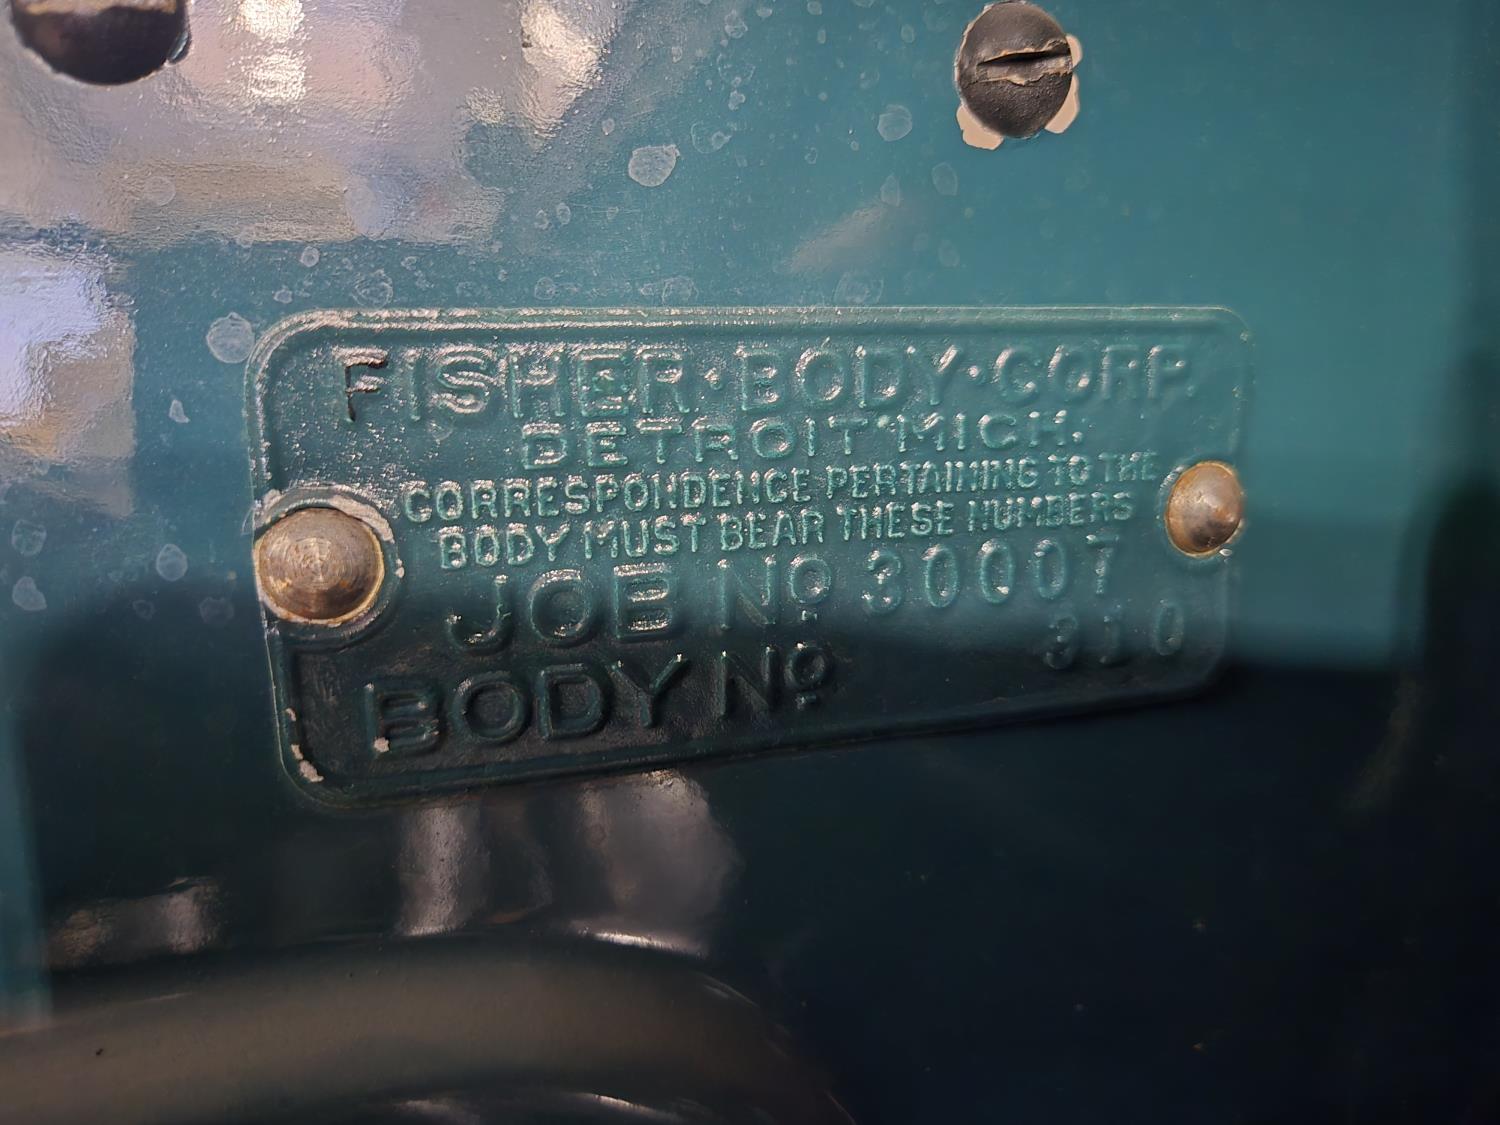 FISHER·BODY·CORP.
DETROIT·MICH.
CORRESPONDENCE PERTAINING TO THE
BODY MUST BEAR THESE NUMBERS
JOB Nº 30007
BODY Nº 310